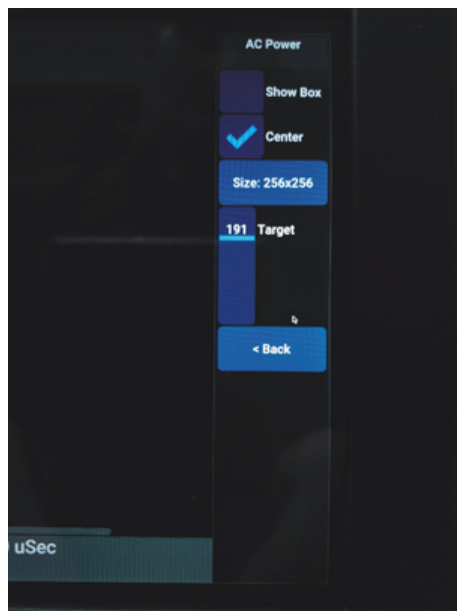 AC Power
Show Box
Center
Size: 256x256
191 Target
< Back
uSec